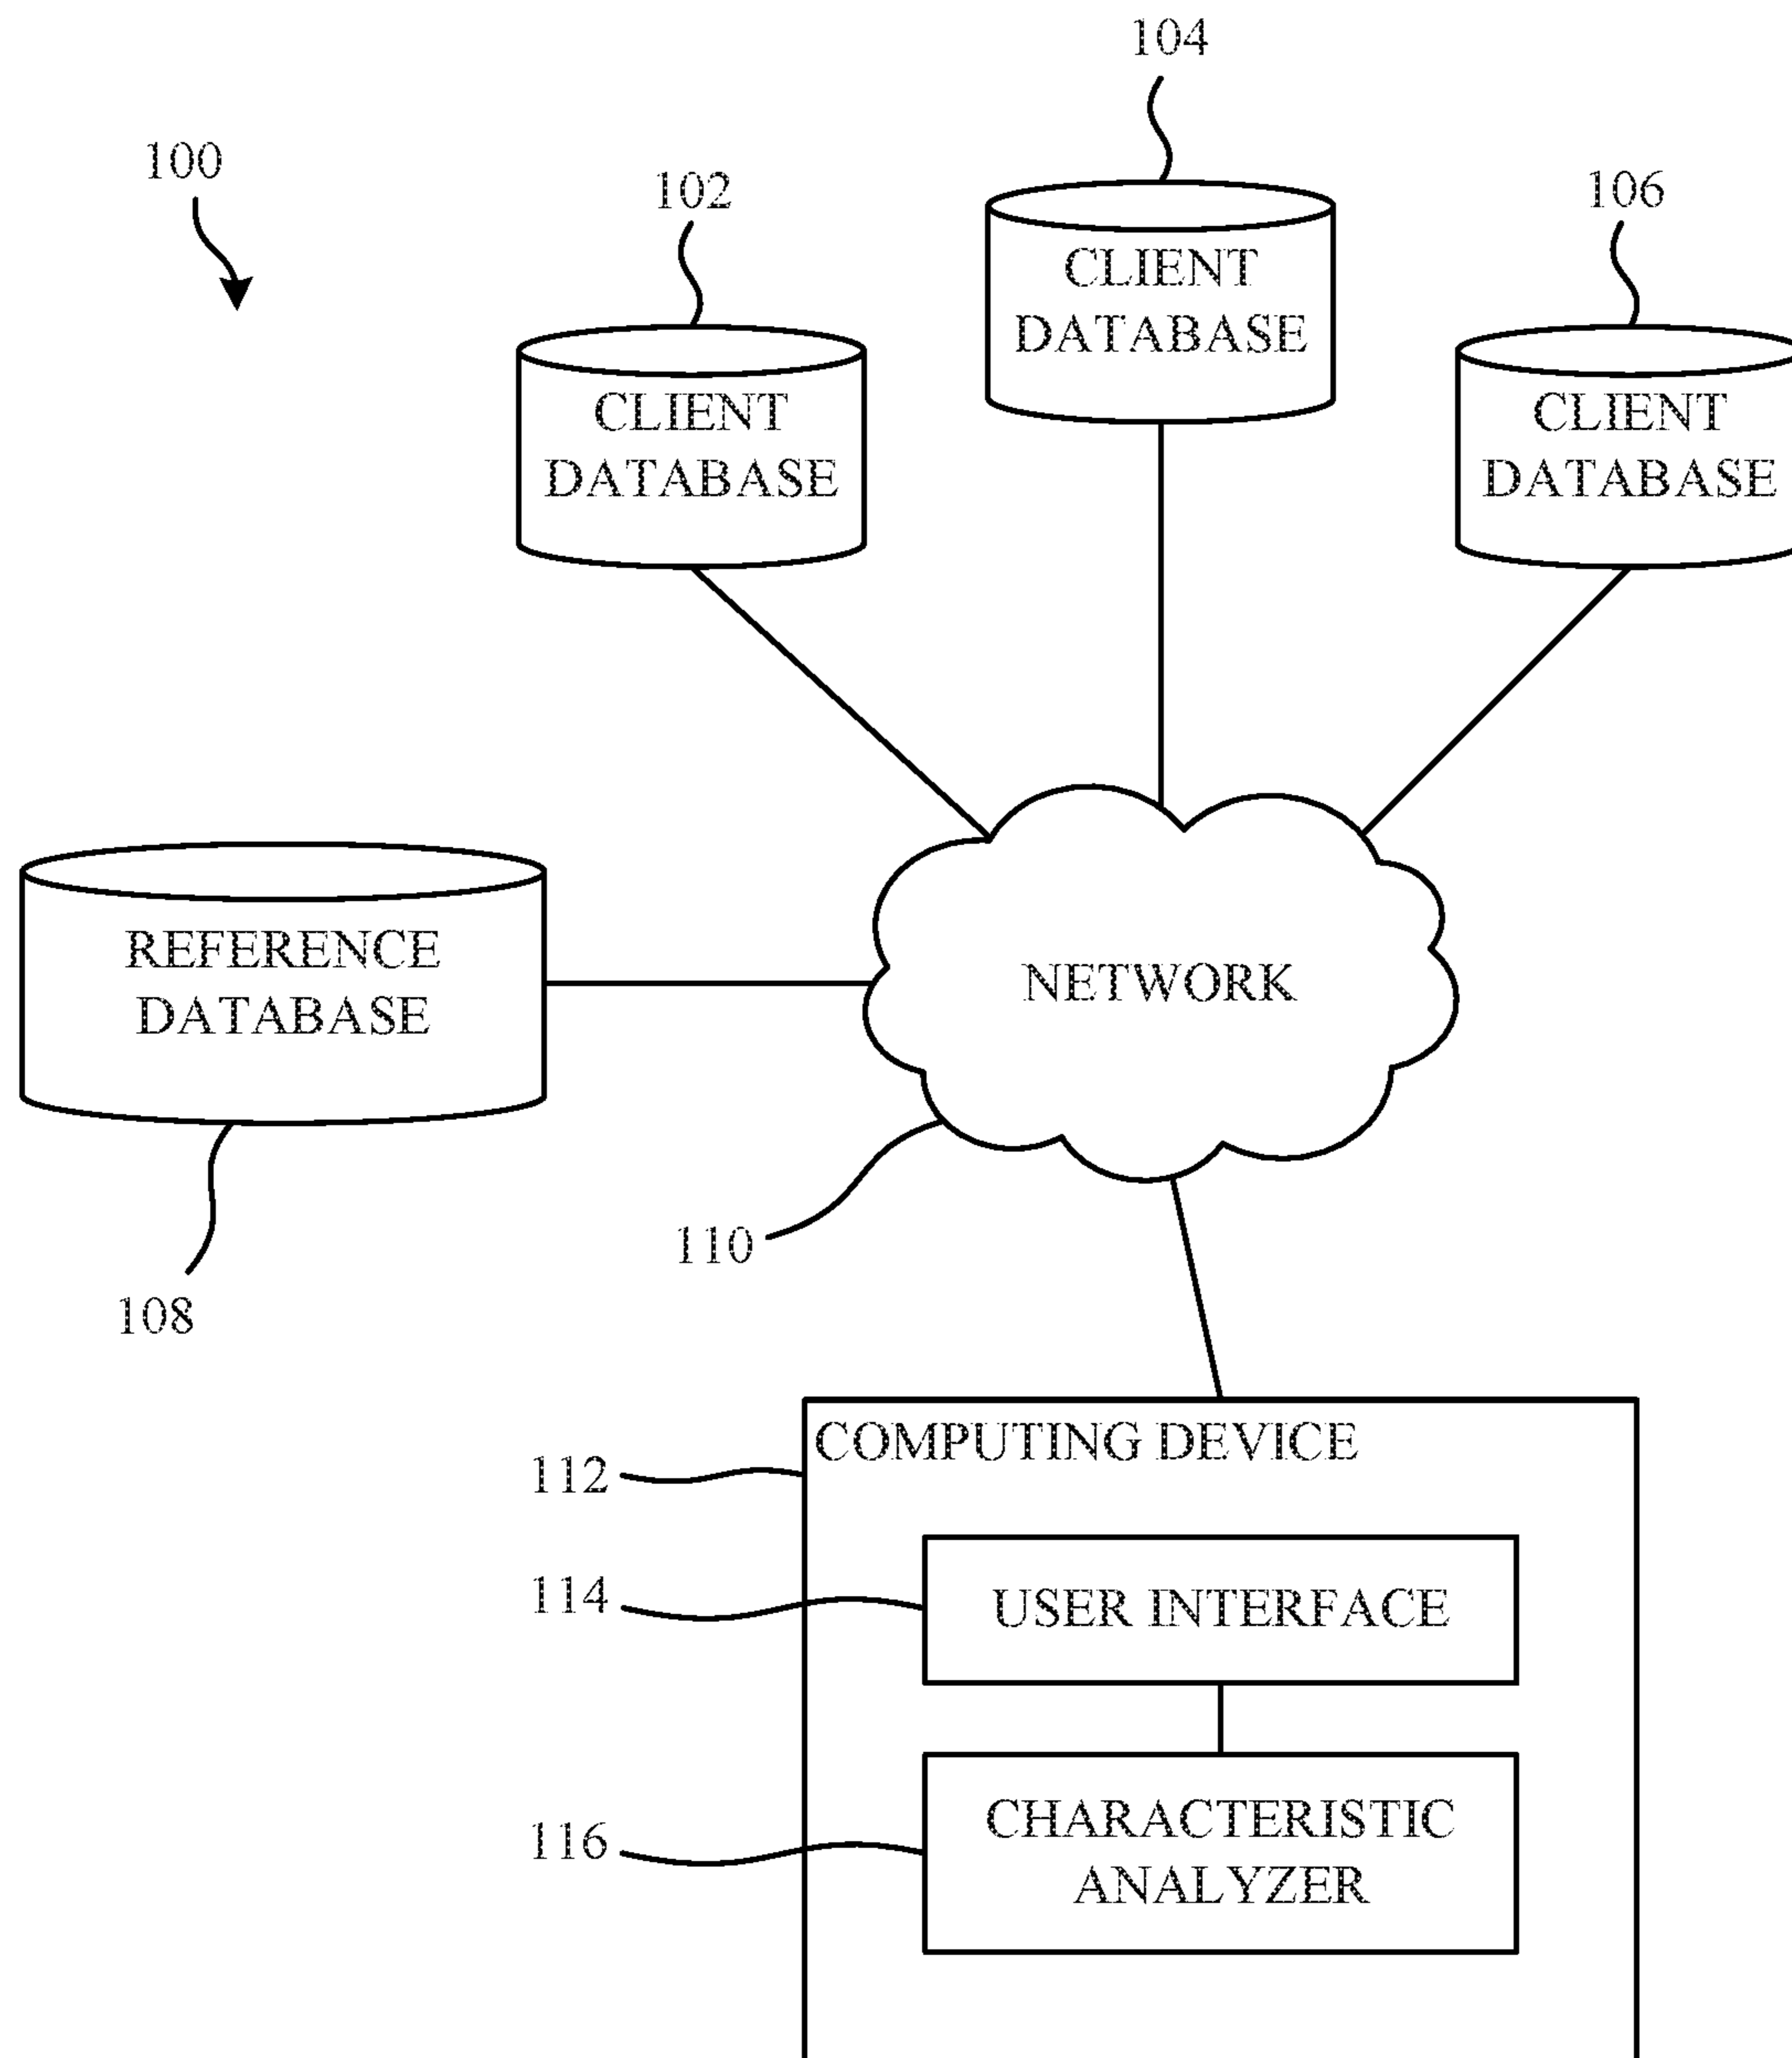 104
100
102
106
CLIENT
DATABASE
CLIENT
DATABASE
CLIENT
DATABASE
REFERENCE
DATABASE
NETWORK
110
108
COMPUTING DEVICE
112
114
USER INTERFACE
116
CHARACTERISTIC
ANALYZER